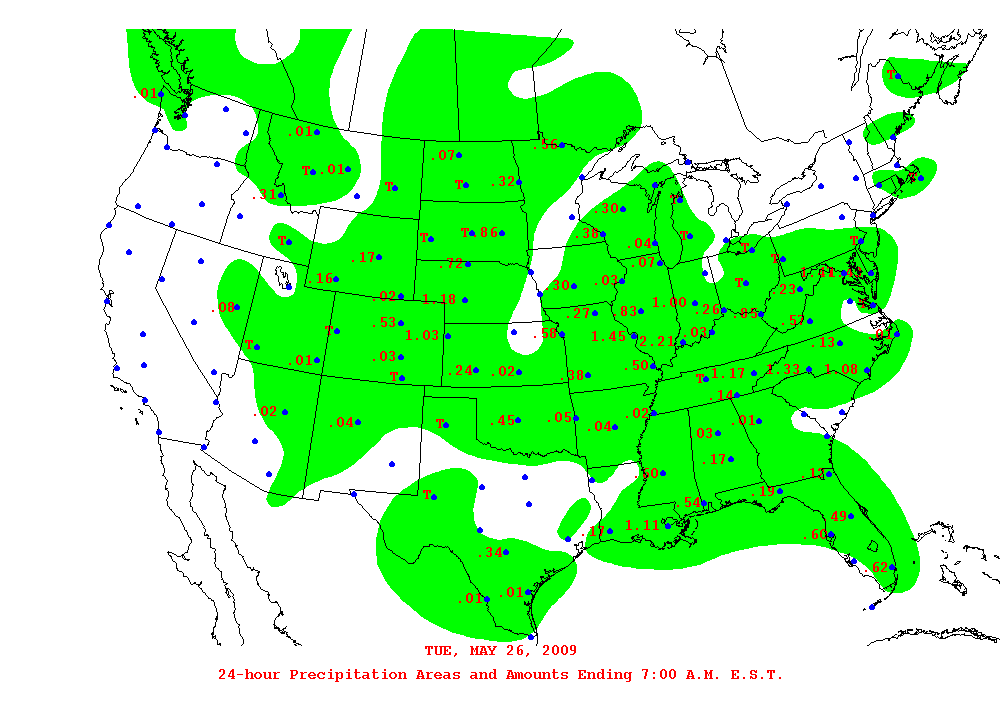 T
.01
.01
.56
.07
T .01
T .32
T
.31
T
.30
T T .86
.38 T
T .04 T T
.17 .72 .07 T
.16 .03 T
.30 .23
.02 1.18 1.00
.08 .27 .83 .26 .85
.53 .57
T 1.03 .58 1.45 .03 .01
T 2.21 .13
.01 .03 .50
.24 .02 1.17 1.33 1.08
T .38 T
.14
.02 .02
.04 T .45 .05 .04 .01
.03
.17
.50 .12
T .19
.54
.49
1.11
.17 .60
.34
.62
.01 .01
TUE, MAY 26, 2009
24-hour Precipitation Areas and Amounts Ending 7:00 A.M. E.S.T.